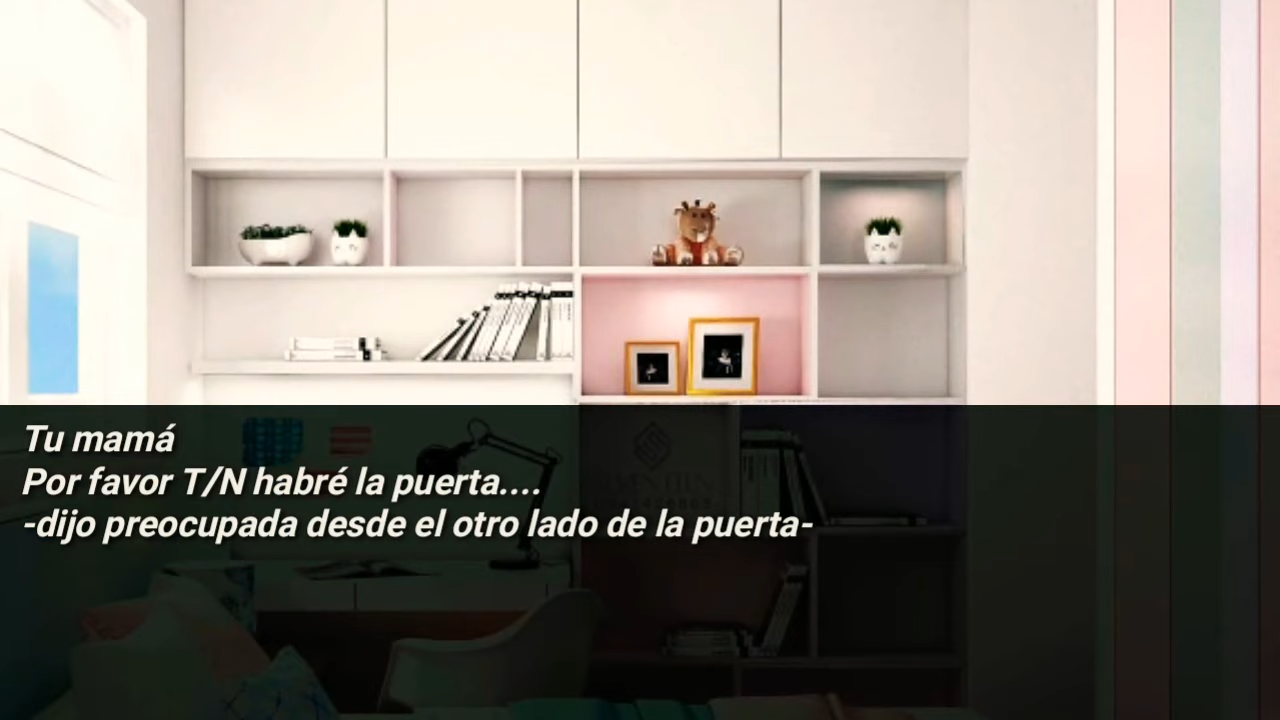 Tu mamá
Por favor T/N habré la puerta....
-dijo preocupada desde el otro lado de la puerta-